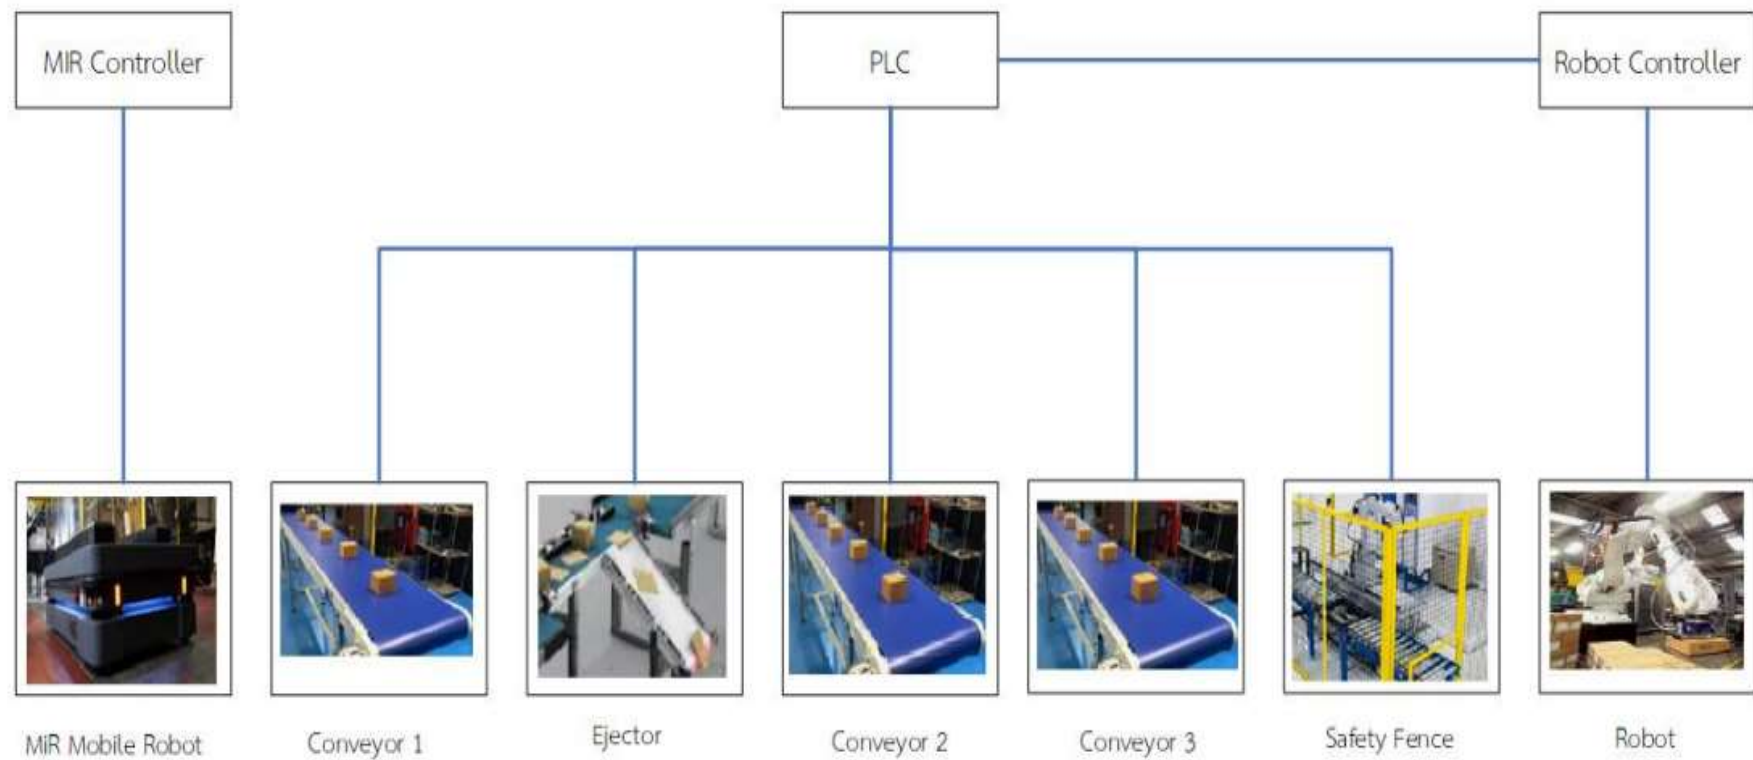 MIR Controller
PLC
Robot Controller
MiR Mobile Robot
Conveyor 1
Ejector
Conveyor 2
Conveyor 3
Safety Fence
Robot